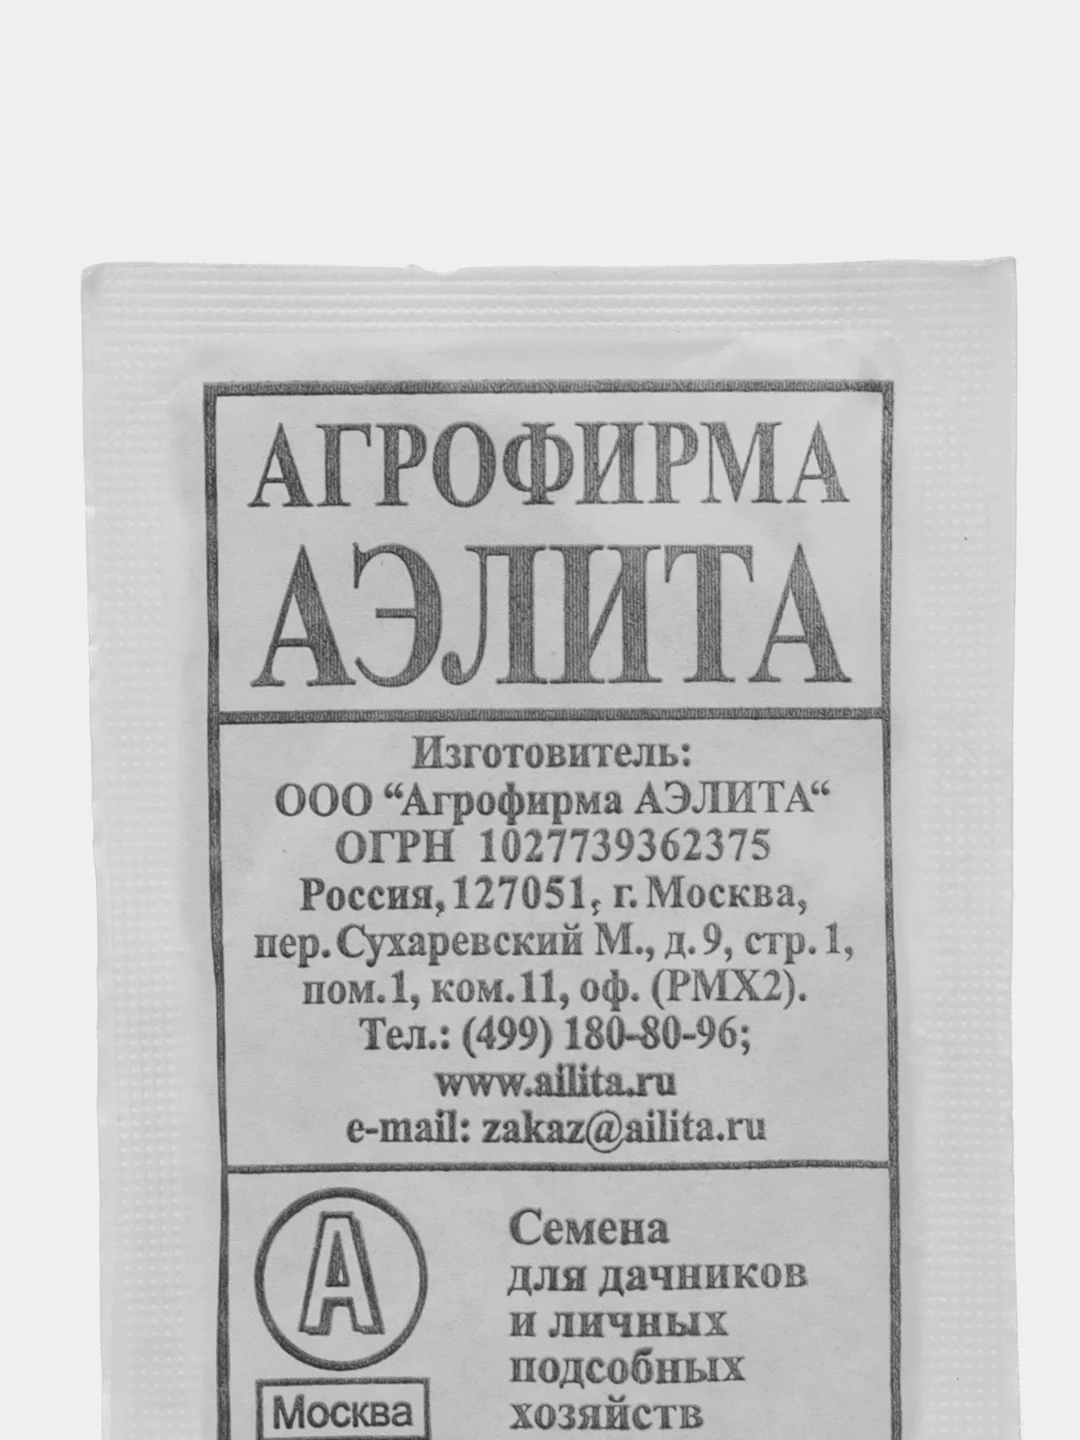 АГРОФИРМА
АЭЛИТА
Изготовитель:
ООО “Агрофирма АЭЛИТА“
ОГРН 1027739362375
Россия, 127051, г. Москва,
пер. Сухаревский М., д. 9, стр. 1,
пом. 1, ком. 11, оф. (РМХ2).
Тел.: (499) 180-80-96;
www.ailita.ru
e-mail: zakaz@ailita.ru
А
Москва
Семена
для дачников
и личных
подсобных
хозяйств